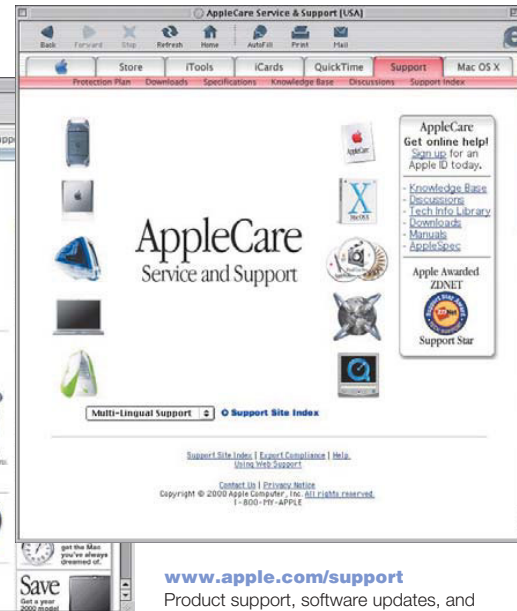 AppleCare Service & Support (USA)
Back Forward Stop Refresh Home AutoFill Print Mail
Store iTools iCards QuickTime Support Mac OS X
Protection Plan Downloads Specifications Knowledge Base Discussions Support Index
AppleCare
Service and Support
AppleCare
Get online help!
Sign up for an
Apple ID today.
- Knowledge Base
- Discussions
- Tech Info Library
- Downloads
- Manuals
- AppleSpec
Apple Awarded
ZDNET
Support Star
Multi-Lingual Support Support Site Index
Support Site Index | Export Compliance | Help.
Using Web Support
Contact Us | Privacy Notice
Copyright © 2000 Apple Computer, Inc. All rights reserved.
1-800-MY-APPLE
get the Mac
you've always
dreamed of.
Save
Get a year
2000 model
www.apple.com/support
Product support, software updates, and